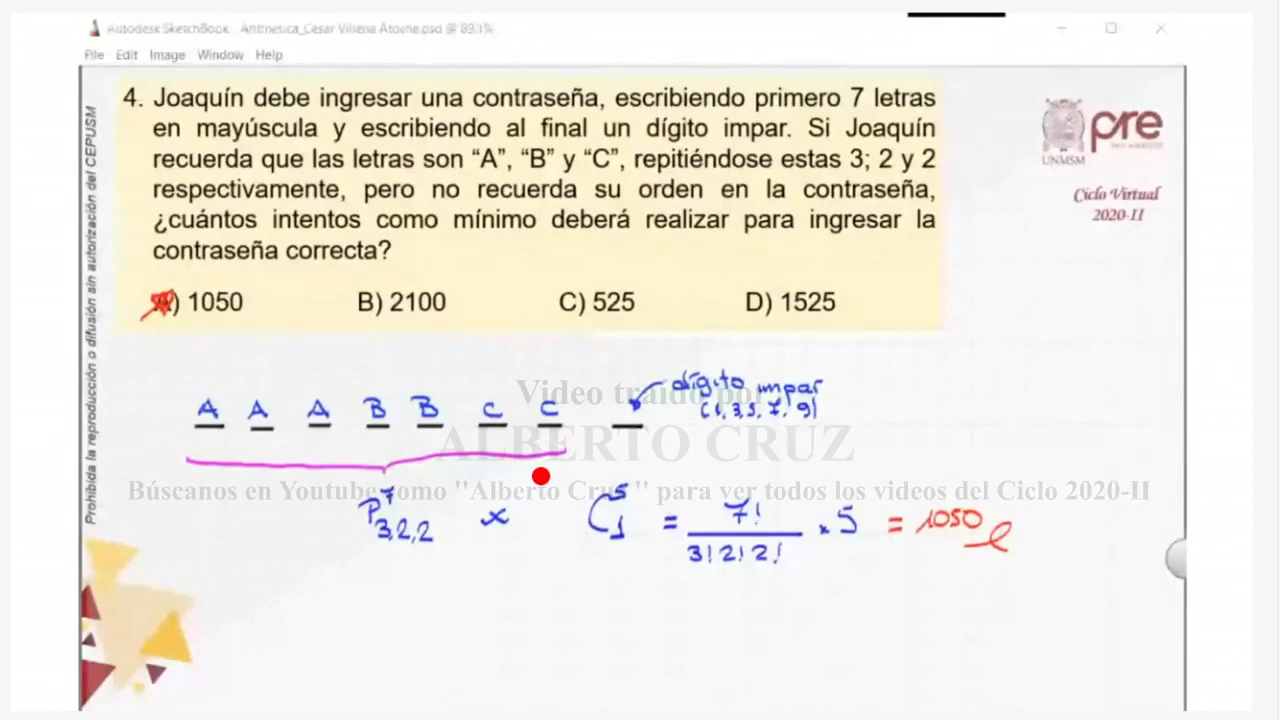 Autodesk SketchBook Aritmetica_Cesar Villena Atoche.psd @ 89.1%
File Edit Image Window Help
4. Joaquín debe ingresar una contraseña, escribiendo primero 7 letras
en mayúscula y escribiendo al final un dígito impar. Si Joaquín
recuerda que las letras son “A”, “B” y “C”, repitiéndose estas 3; 2 y 2
respectivamente, pero no recuerda su orden en la contraseña,
¿cuántos intentos como mínimo deberá realizar para ingresar la
contraseña correcta?
A) 1050 B) 2100 C) 525 D) 1525
pre
UNMSM
Ciclo Virtual
2020-II
Prohibida la reproducción o difusión sin autorización del CEPUSM
dígito impar
(1, 3, 5, 7, 9)
A A A B B C C
Video traído por
ALBERTO CRUZ
Búscanos en Youtube como "Alberto Cruz" para ver todos los videos del Ciclo 2020-II
P 7 3,2,2 x C 5 1 = 7! / 3! 2! 2! . 5 = 1050